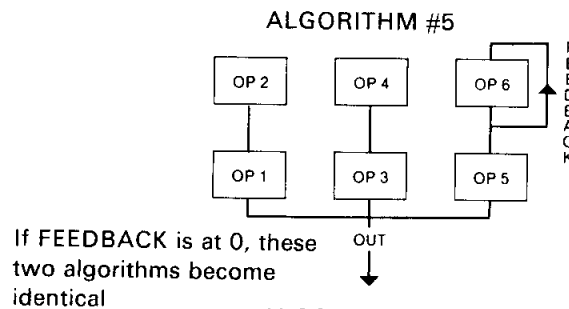 ALGORITHM #5
OP 2 OP 4 OP 6
FEEDBACK
OP 1 OP 3 OP 5
If FEEDBACK is at 0, these
OUT
two algorithms become
identical